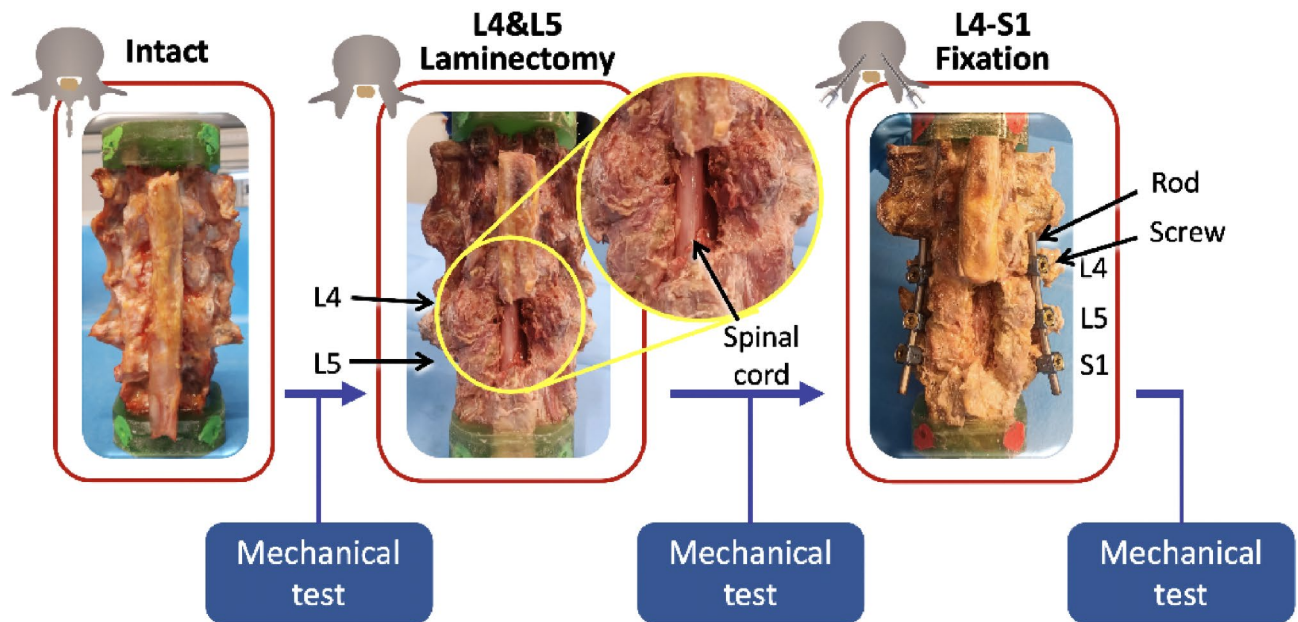 Intact
L4&L5
Laminectomy
L4-S1
Fixation
Rod
Screw
L4
L5
S1
L4
L5
Spinal
cord
Mechanical
test
Mechanical
test
Mechanical
test